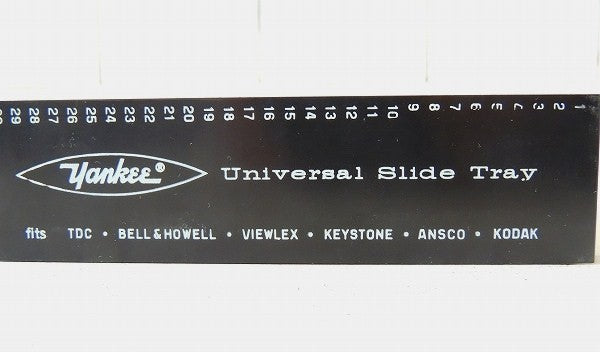 30 29 28 27 26 25 24 23 22 21 20 19 18 17 16 15 14 13 12 11 10 9 8 7 6 5 4 3 2 1
Yankee® Universal Slide Tray
fits TDC • BELL & HOWELL • VIEWLEX • KEYSTONE • ANSCO • KODAK